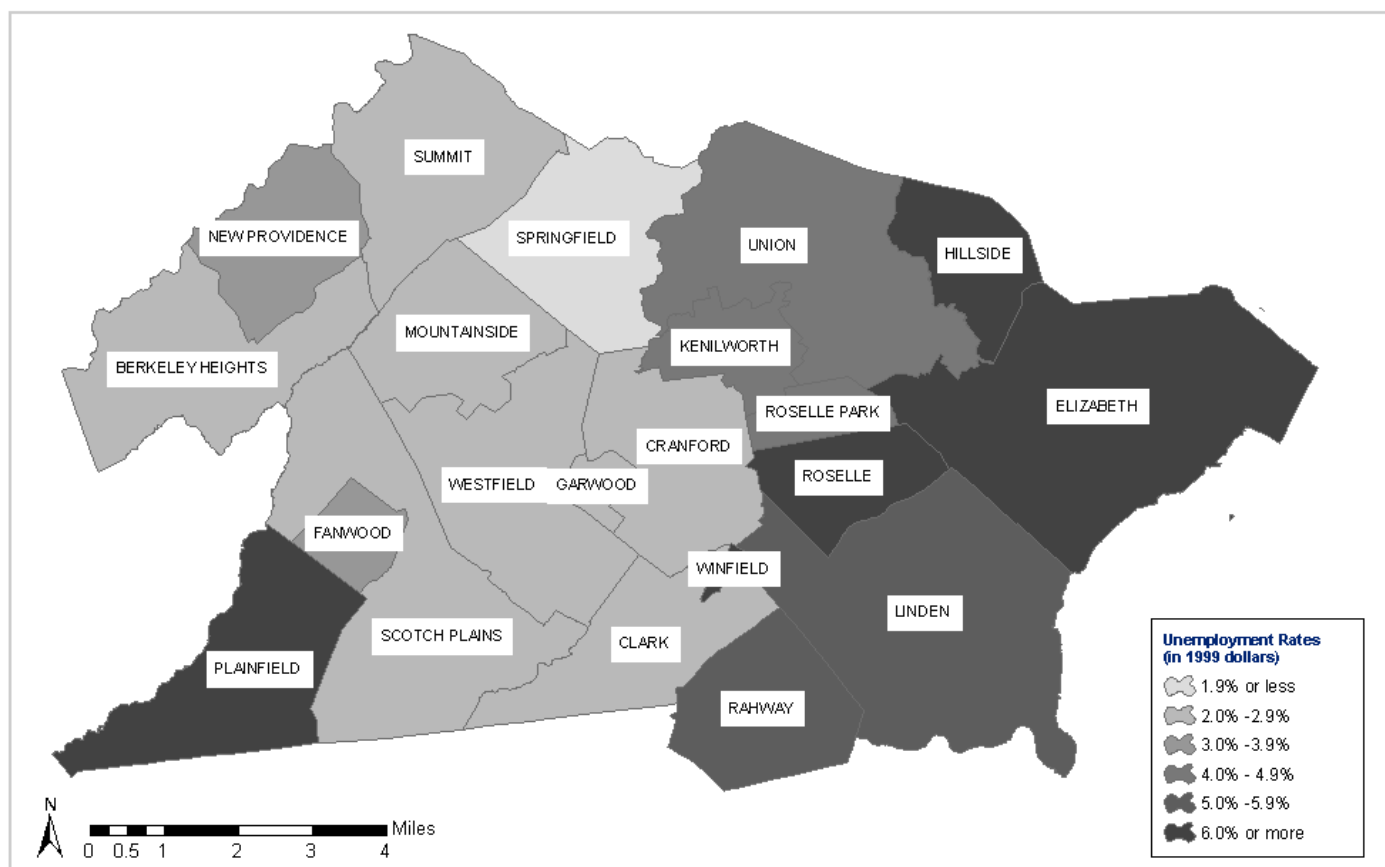 SUMMIT
NEW PROVIDENCE
SPRINGFIELD
UNION
HILLSIDE
MOUNTAINSIDE
KENILWORTH
BERKELEY HEIGHTS
ROSELLE PARK
ELIZABETH
CRANFORD
WESTFIELD
GARWOOD
ROSELLE
FANWOOD
WINFIELD
LINDEN
SCOTCH PLAINS
CLARK
PLAINFIELD
RAHWAY
Unemployment Rates
(in 1999 dollars)
1.9% or less
2.0% -2.9%
3.0% -3.9%
4.0% - 4.9%
5.0% -5.9%
6.0% or more
N
Miles
0 0.5 1 2 3 4